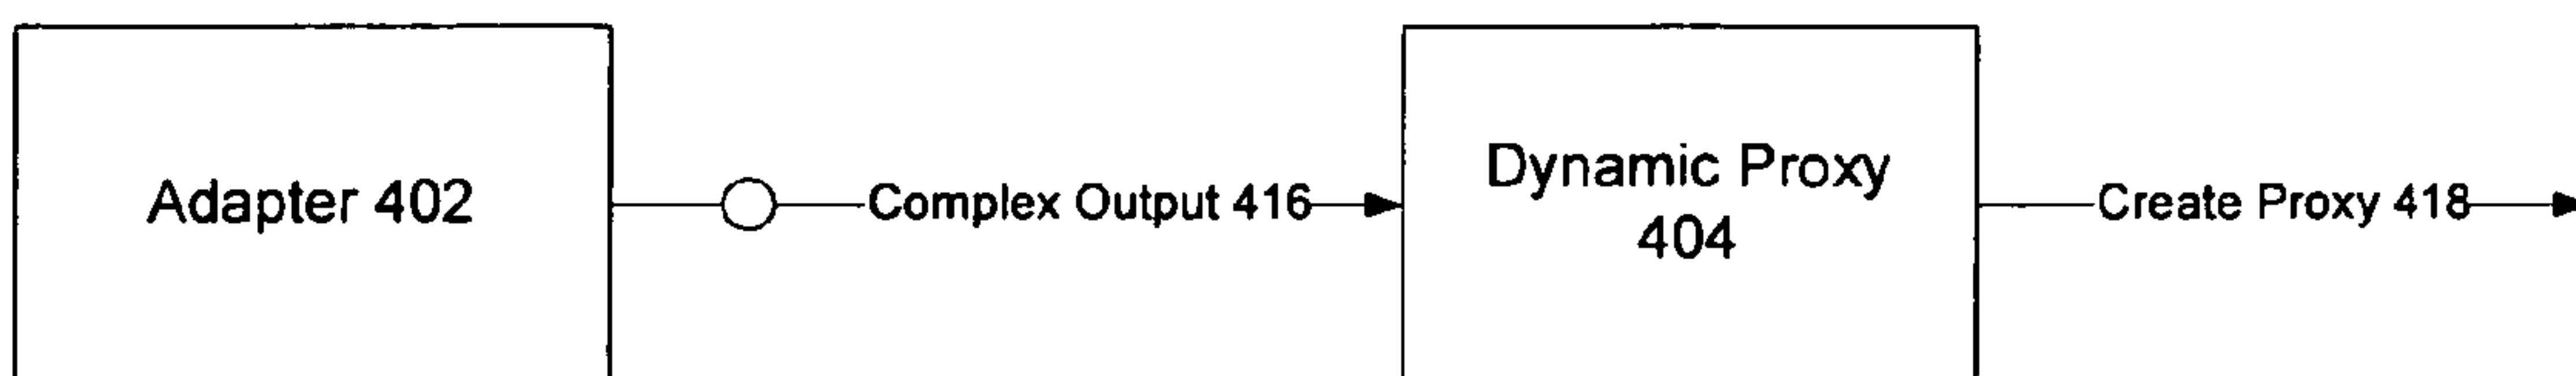 Adapter 402
Complex Output 416
Dynamic Proxy
404
Create Proxy 418